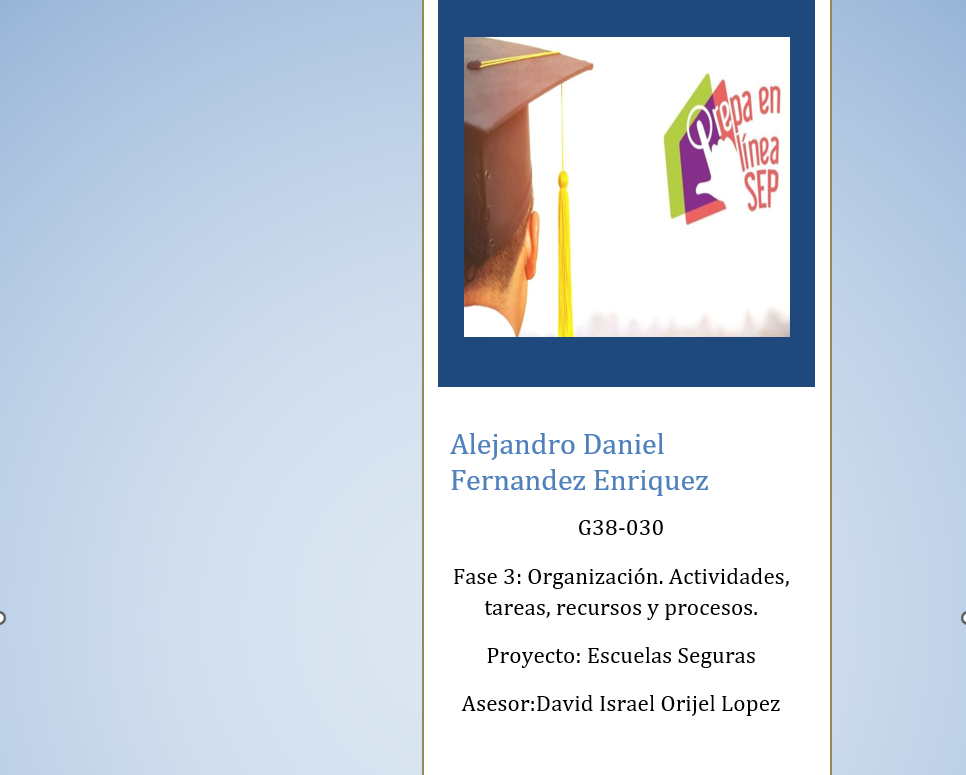 Prepa en
línea
SEP
Alejandro Daniel
Fernandez Enriquez
G38-030
Fase 3: Organización. Actividades,
tareas, recursos y procesos.
Proyecto: Escuelas Seguras
Asesor:David Israel Orijel Lopez